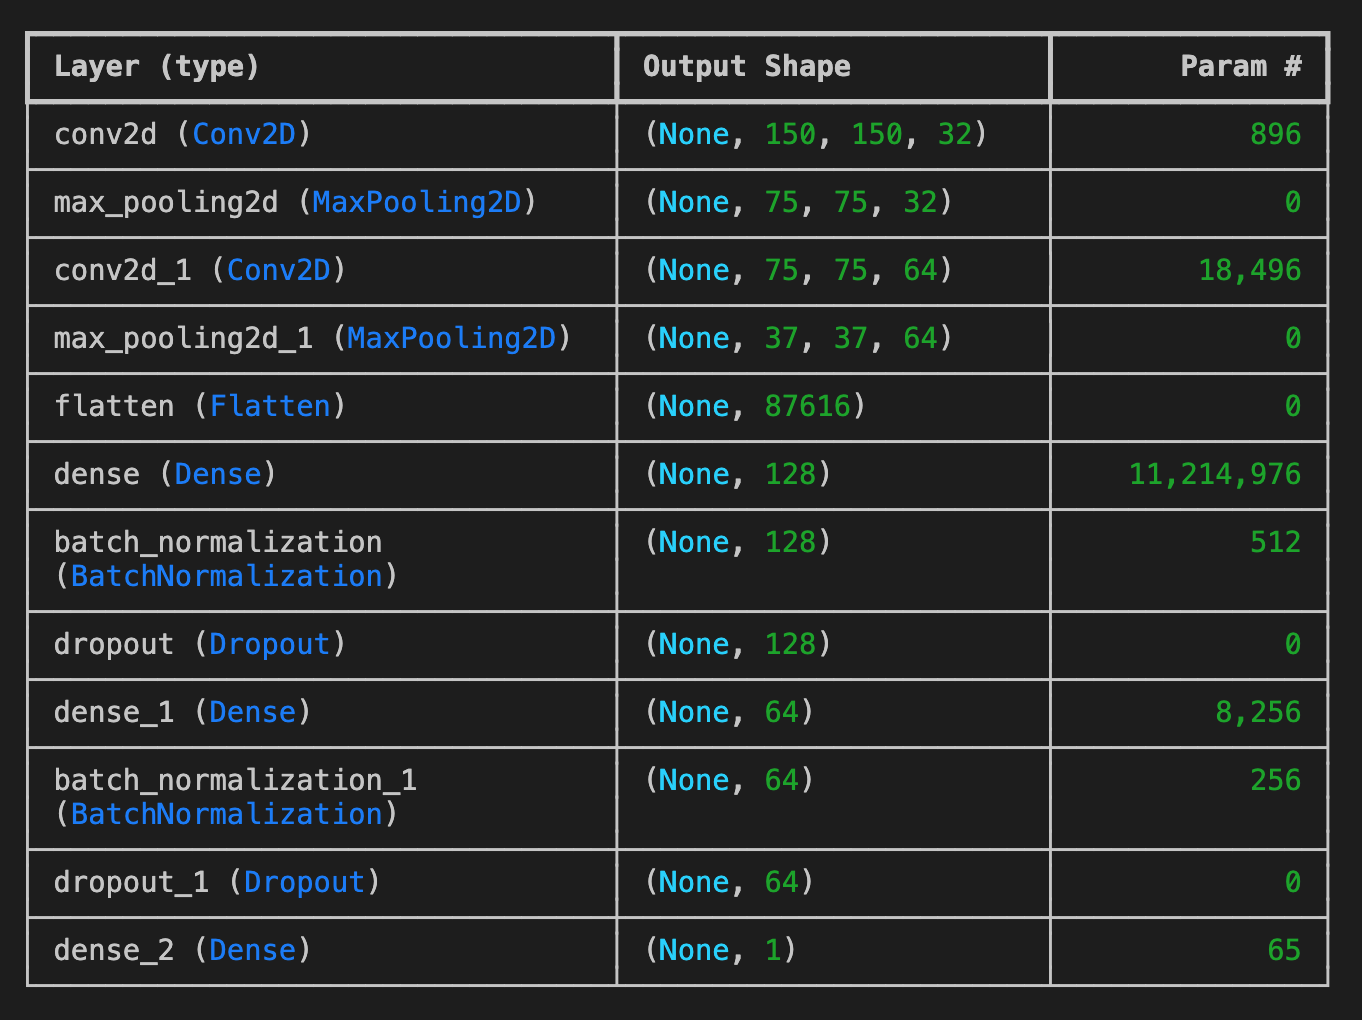 Layer (type) Output Shape Param #
conv2d (Conv2D) (None, 150, 150, 32) 896
max_pooling2d (MaxPooling2D) (None, 75, 75, 32) 0
conv2d_1 (Conv2D) (None, 75, 75, 64) 18,496
max_pooling2d_1 (MaxPooling2D) (None, 37, 37, 64) 0
flatten (Flatten) (None, 87616) 0
dense (Dense) (None, 128) 11,214,976
batch_normalization (None, 128) 512
(BatchNormalization)
dropout (Dropout) (None, 128) 0
dense_1 (Dense) (None, 64) 8,256
batch_normalization_1 (None, 64) 256
(BatchNormalization)
dropout_1 (Dropout) (None, 64) 0
dense_2 (Dense) (None, 1) 65